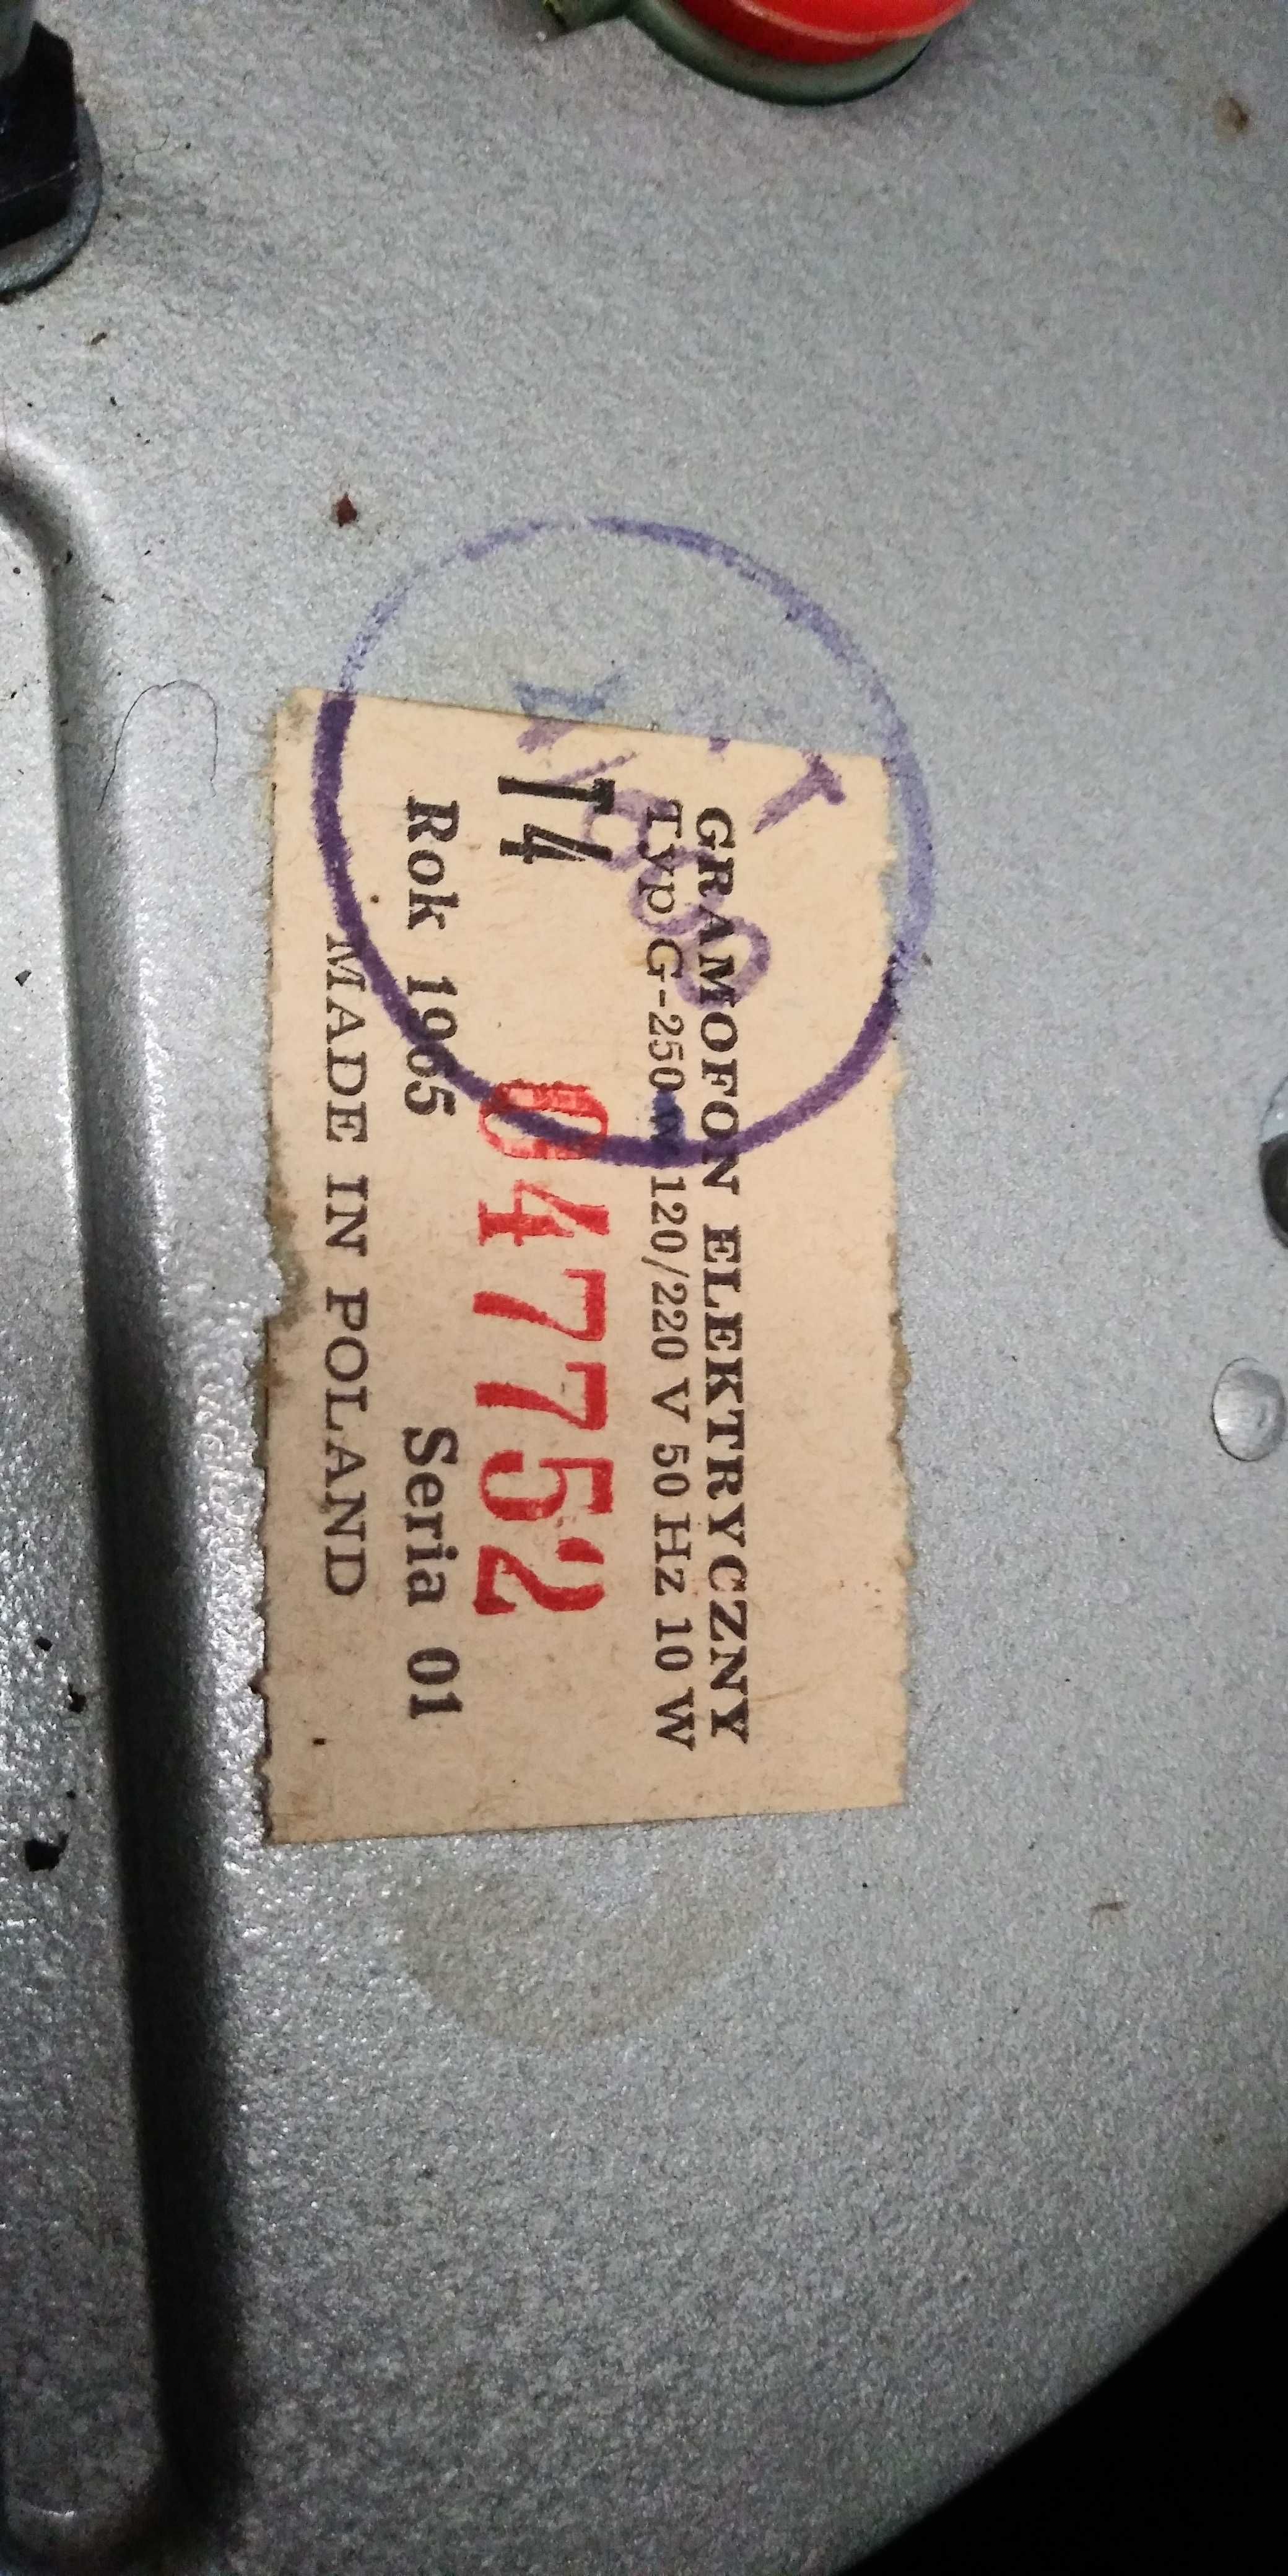 GRAMOFON ELEKTRYCZNY
Typ G-250 120/220 V 50 Hz 10 W
T4 047752
Rok 1965 Seria 01
MADE IN POLAND